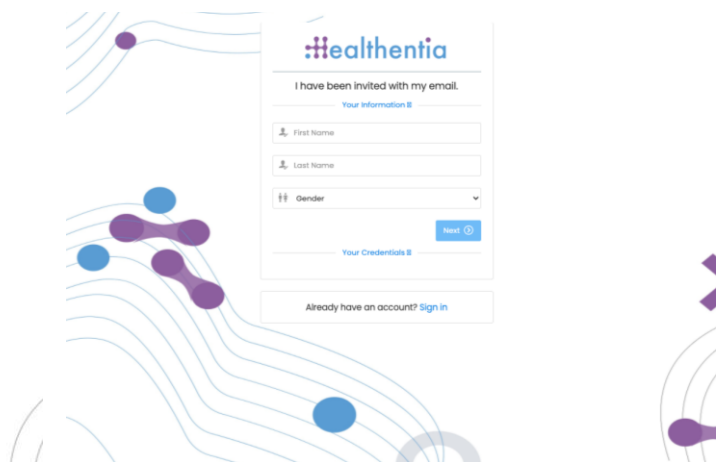 Healthentia
I have been invited with my email.
Your Information
First Name
Last Name
Gender
Next
Your Credentials
Already have an account? Sign in